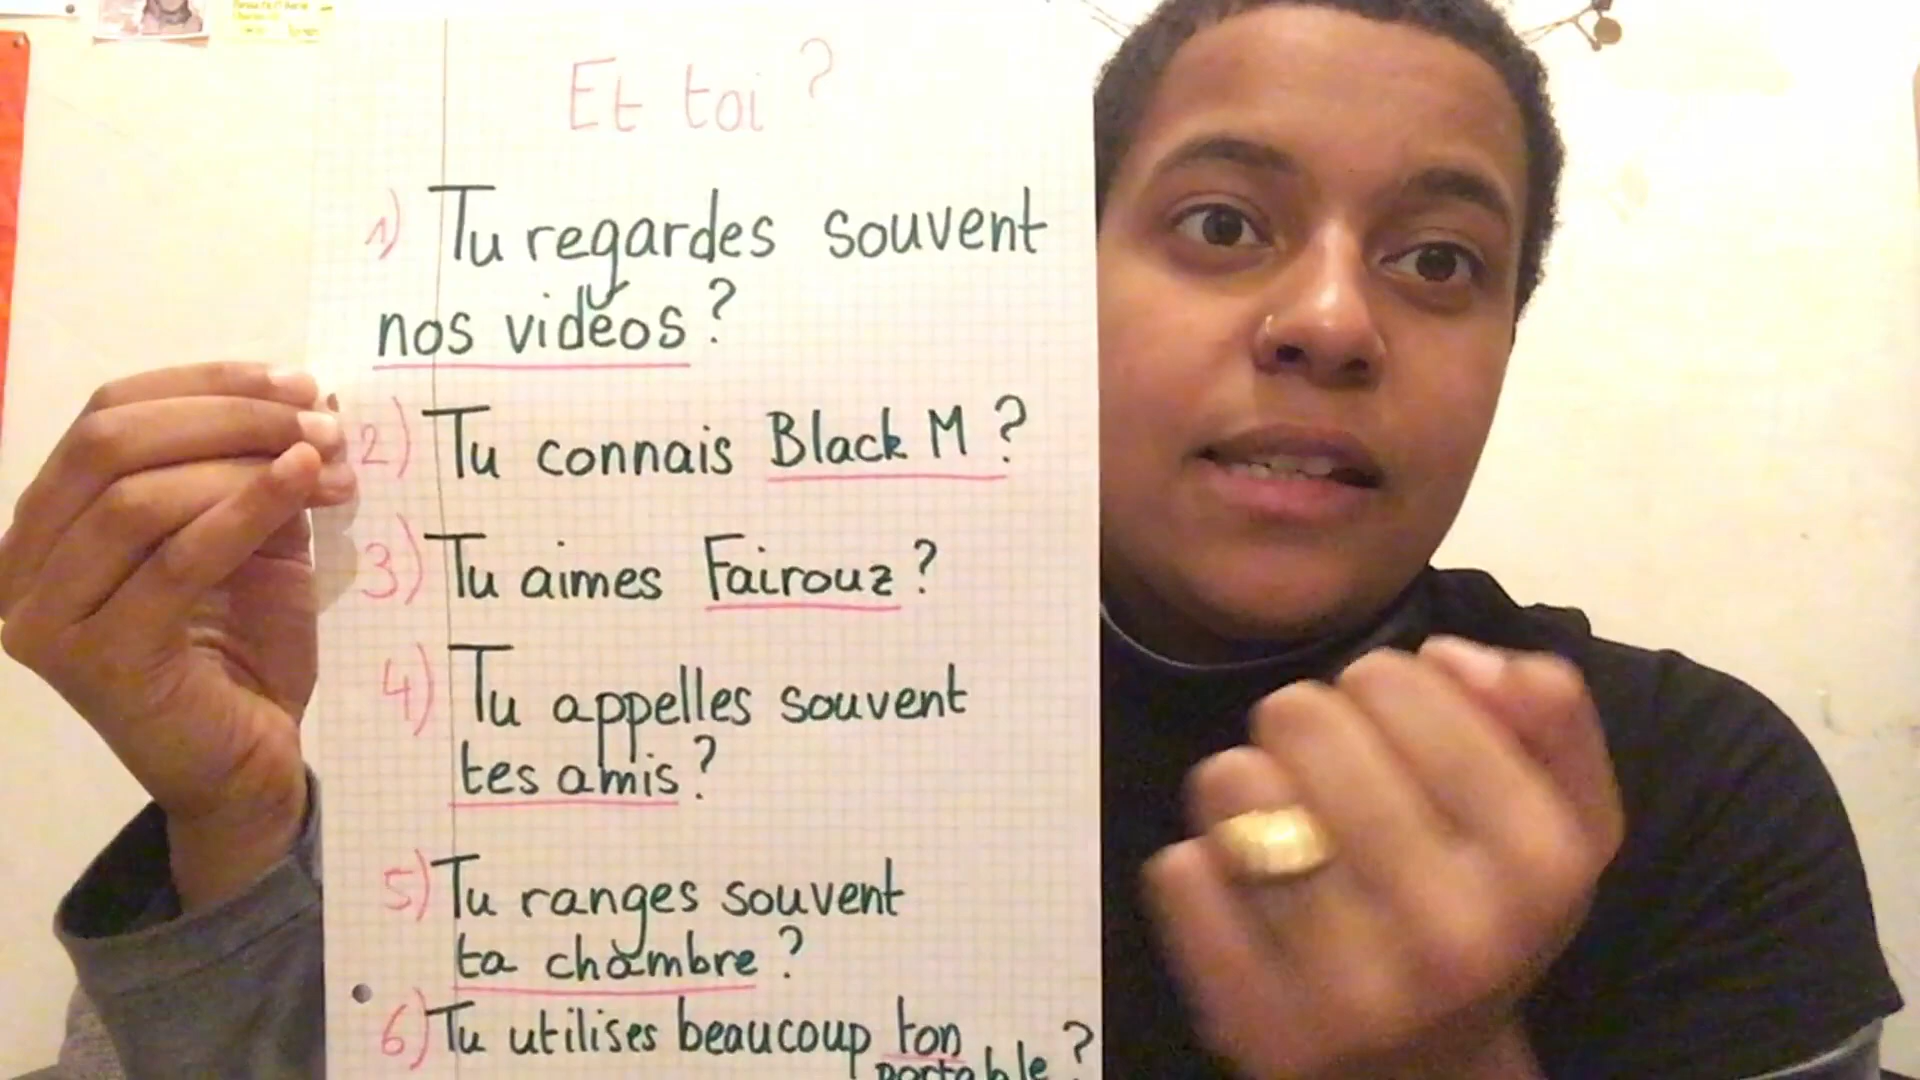 Et toi ?
1) Tu regardes souvent
nos vidéos ?
2) Tu connais Black M ?
3) Tu aimes Fairouz ?
4) Tu appelles souvent
tes amis ?
5) Tu ranges souvent
ta chambre ?
6) Tu utilises beaucoup ton
portable ?